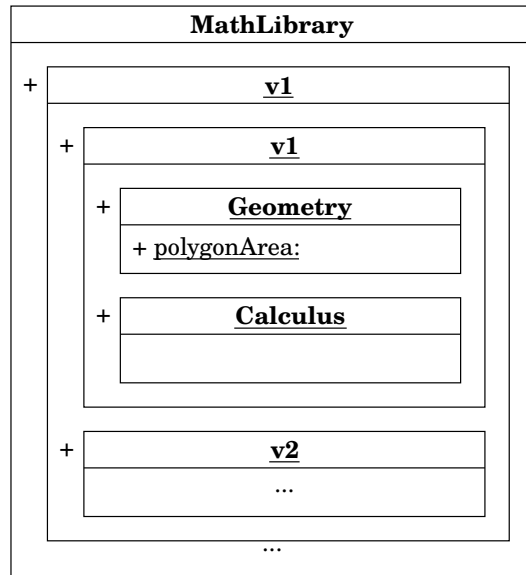 MathLibrary
+ v1
+ v1
+ Geometry
+ polygonArea:
+ Calculus
+ v2
...
...